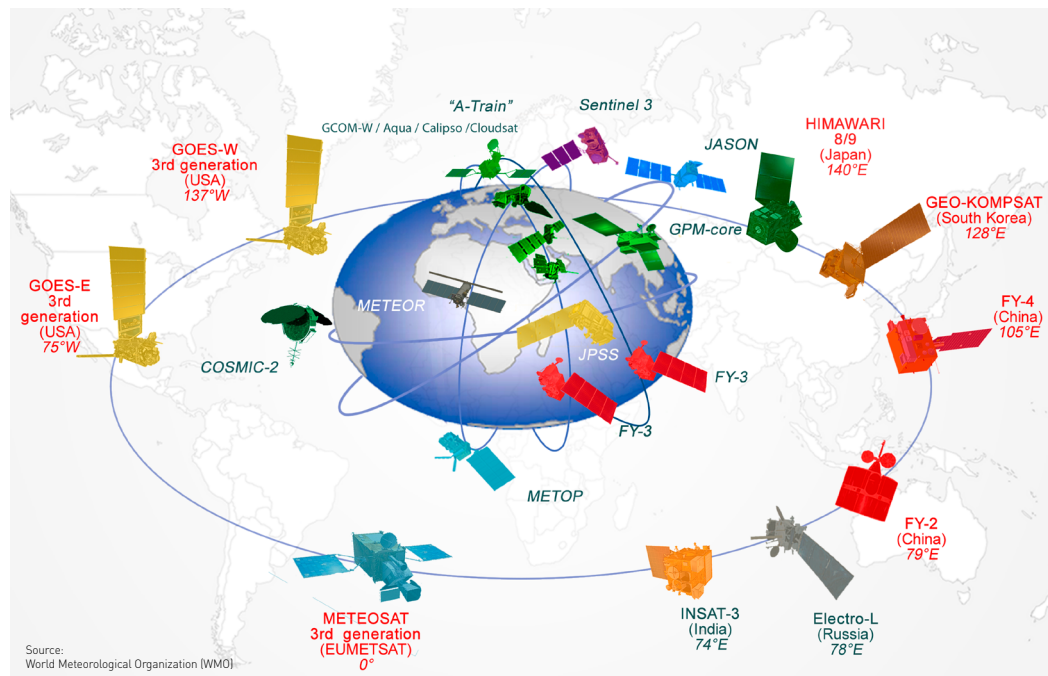 "A-Train"
GCOM-W / Aqua / Calipso /Cloudsat
Sentinel 3
JASON
HIMAWARI
8/9
(Japan)
140°E
GOES-W
3rd generation
(USA)
137°W
GEO-KOMPSAT
(South Korea)
128°E
GPM-core
GOES-E
3rd
generation
(USA)
75°W
METEOR
FY-4
(China)
105°E
COSMIC-2
JPSS
FY-3
FY-3
METOP
FY-2
(China)
79°E
METEOSAT
3rd generation
(EUMETSAT)
0°
INSAT-3
(India)
74°E
Electro-L
(Russia)
78°E
Source:
World Meteorological Organization (WMO)